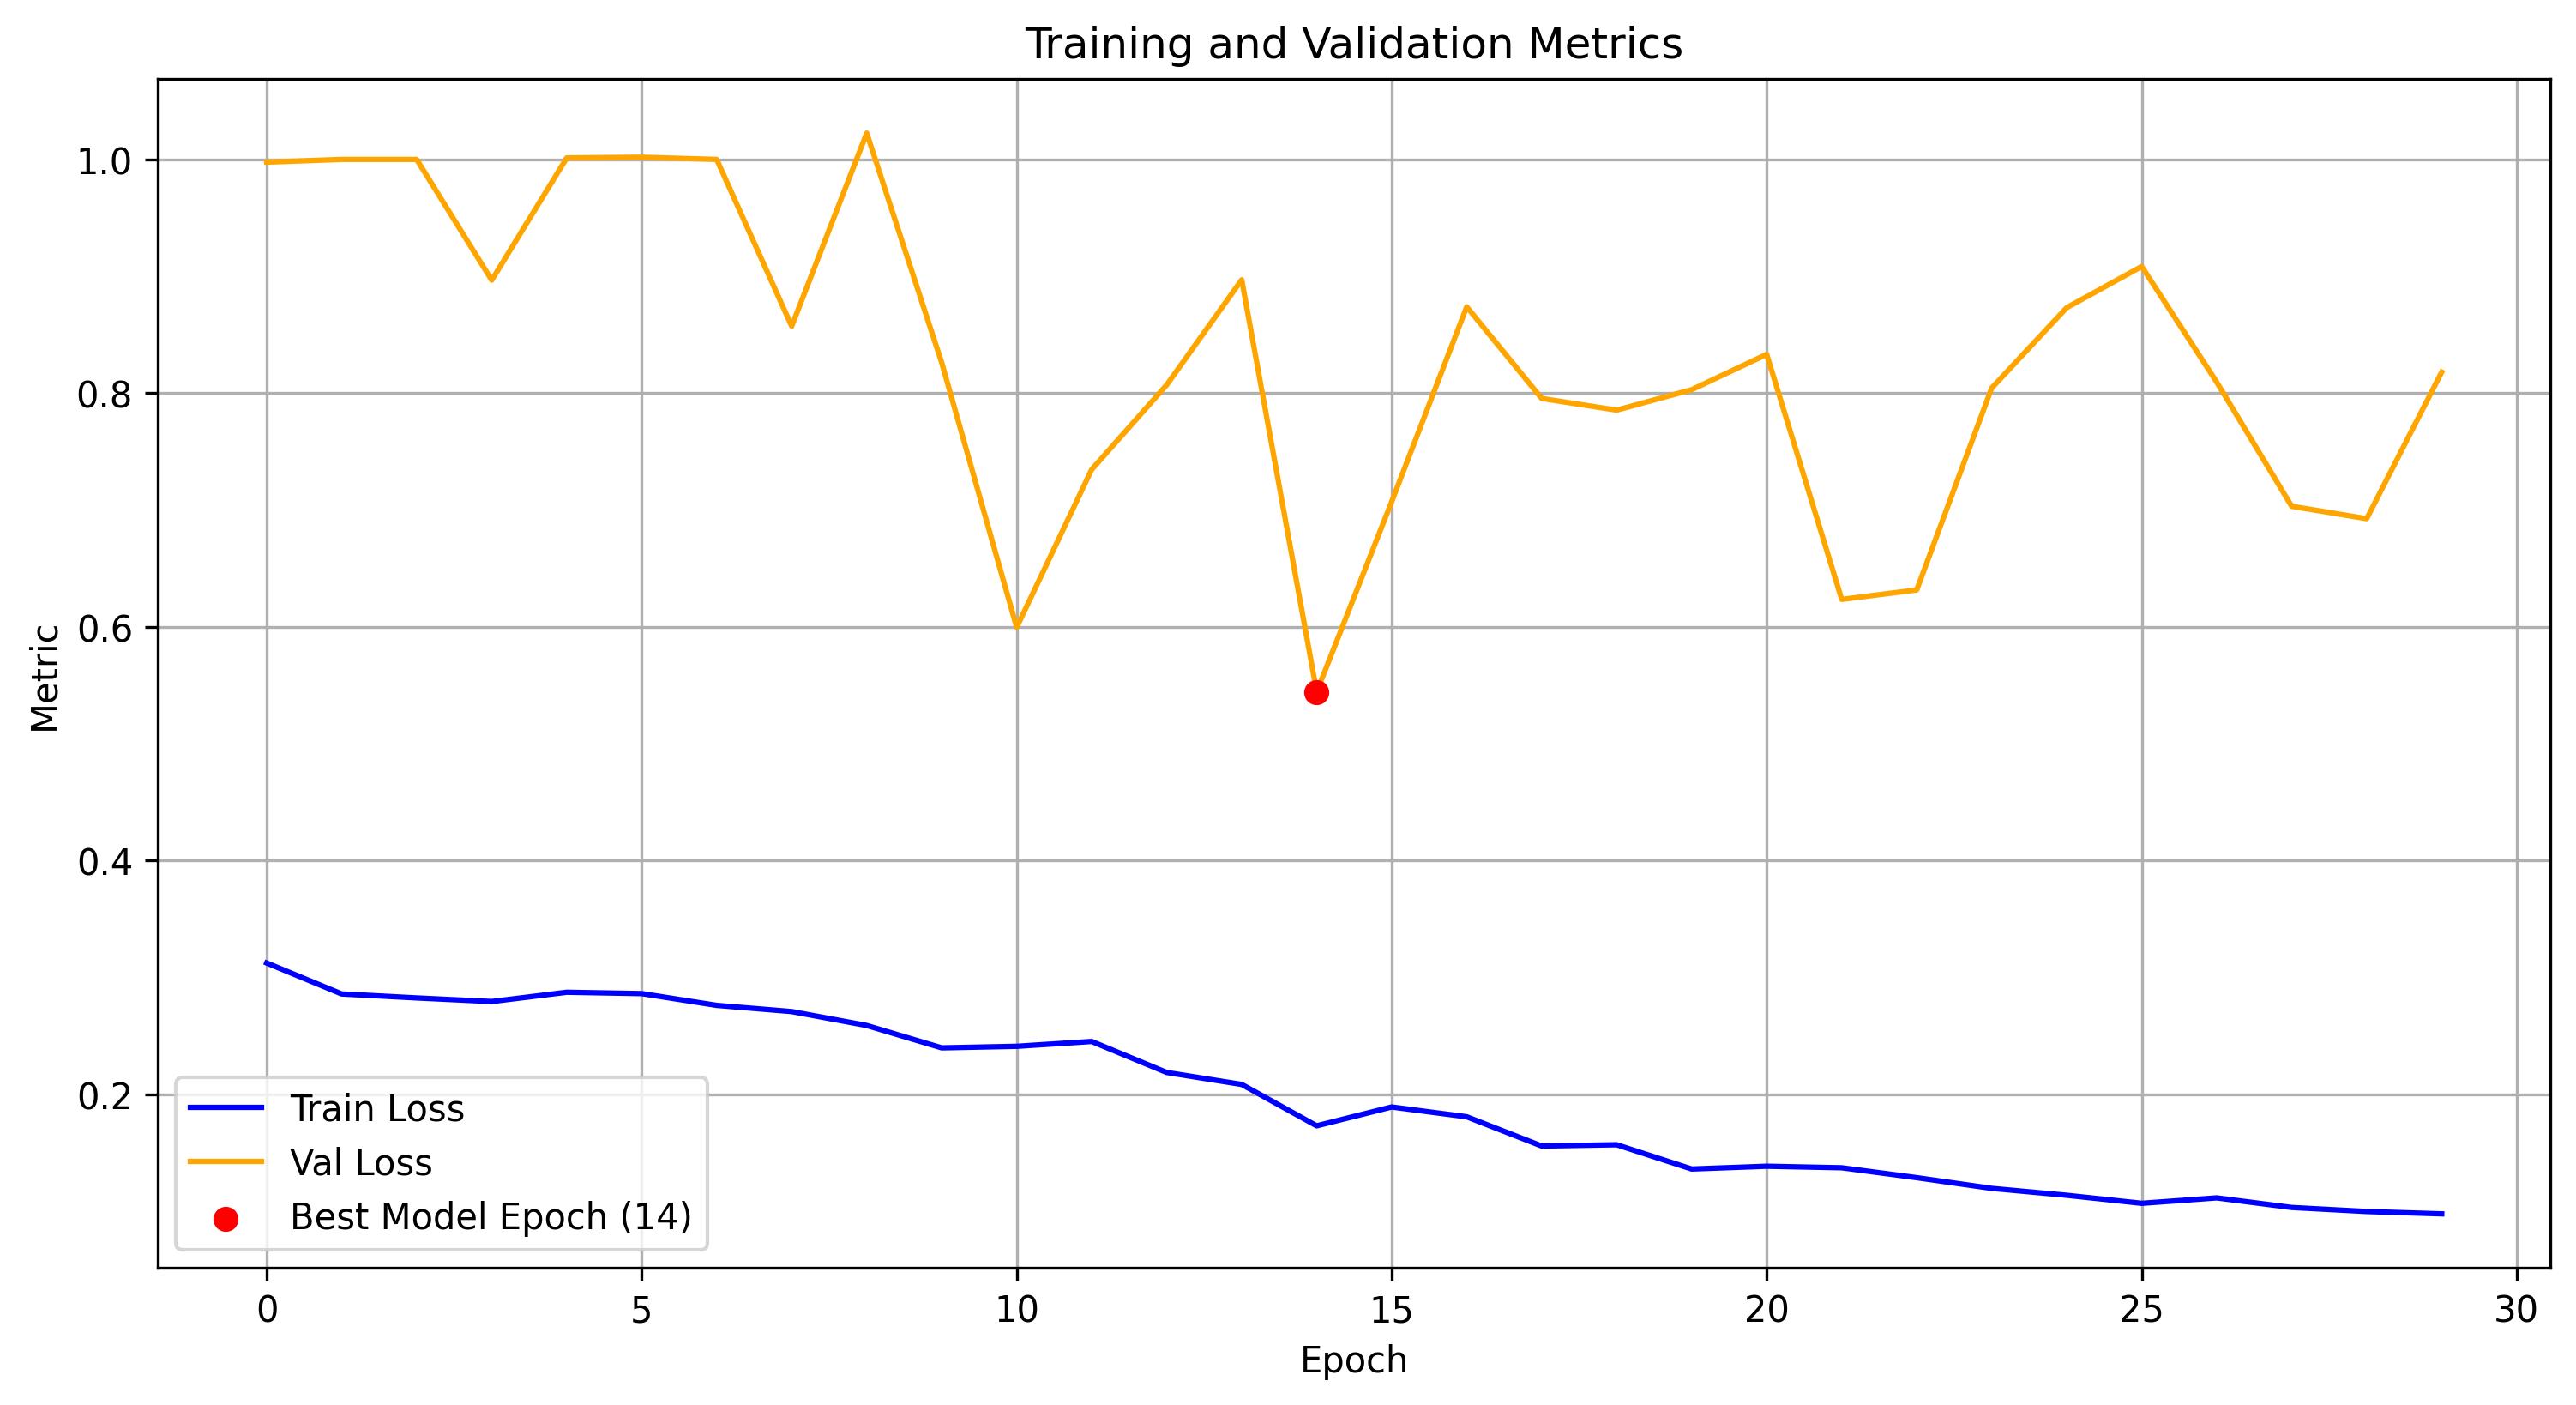 Training and Validation Metrics
1.0
0.8
0.6
0.4
0.2
Metric
Train Loss
Val Loss
Best Model Epoch (14)
0 5 10 15 20 25 30
Epoch